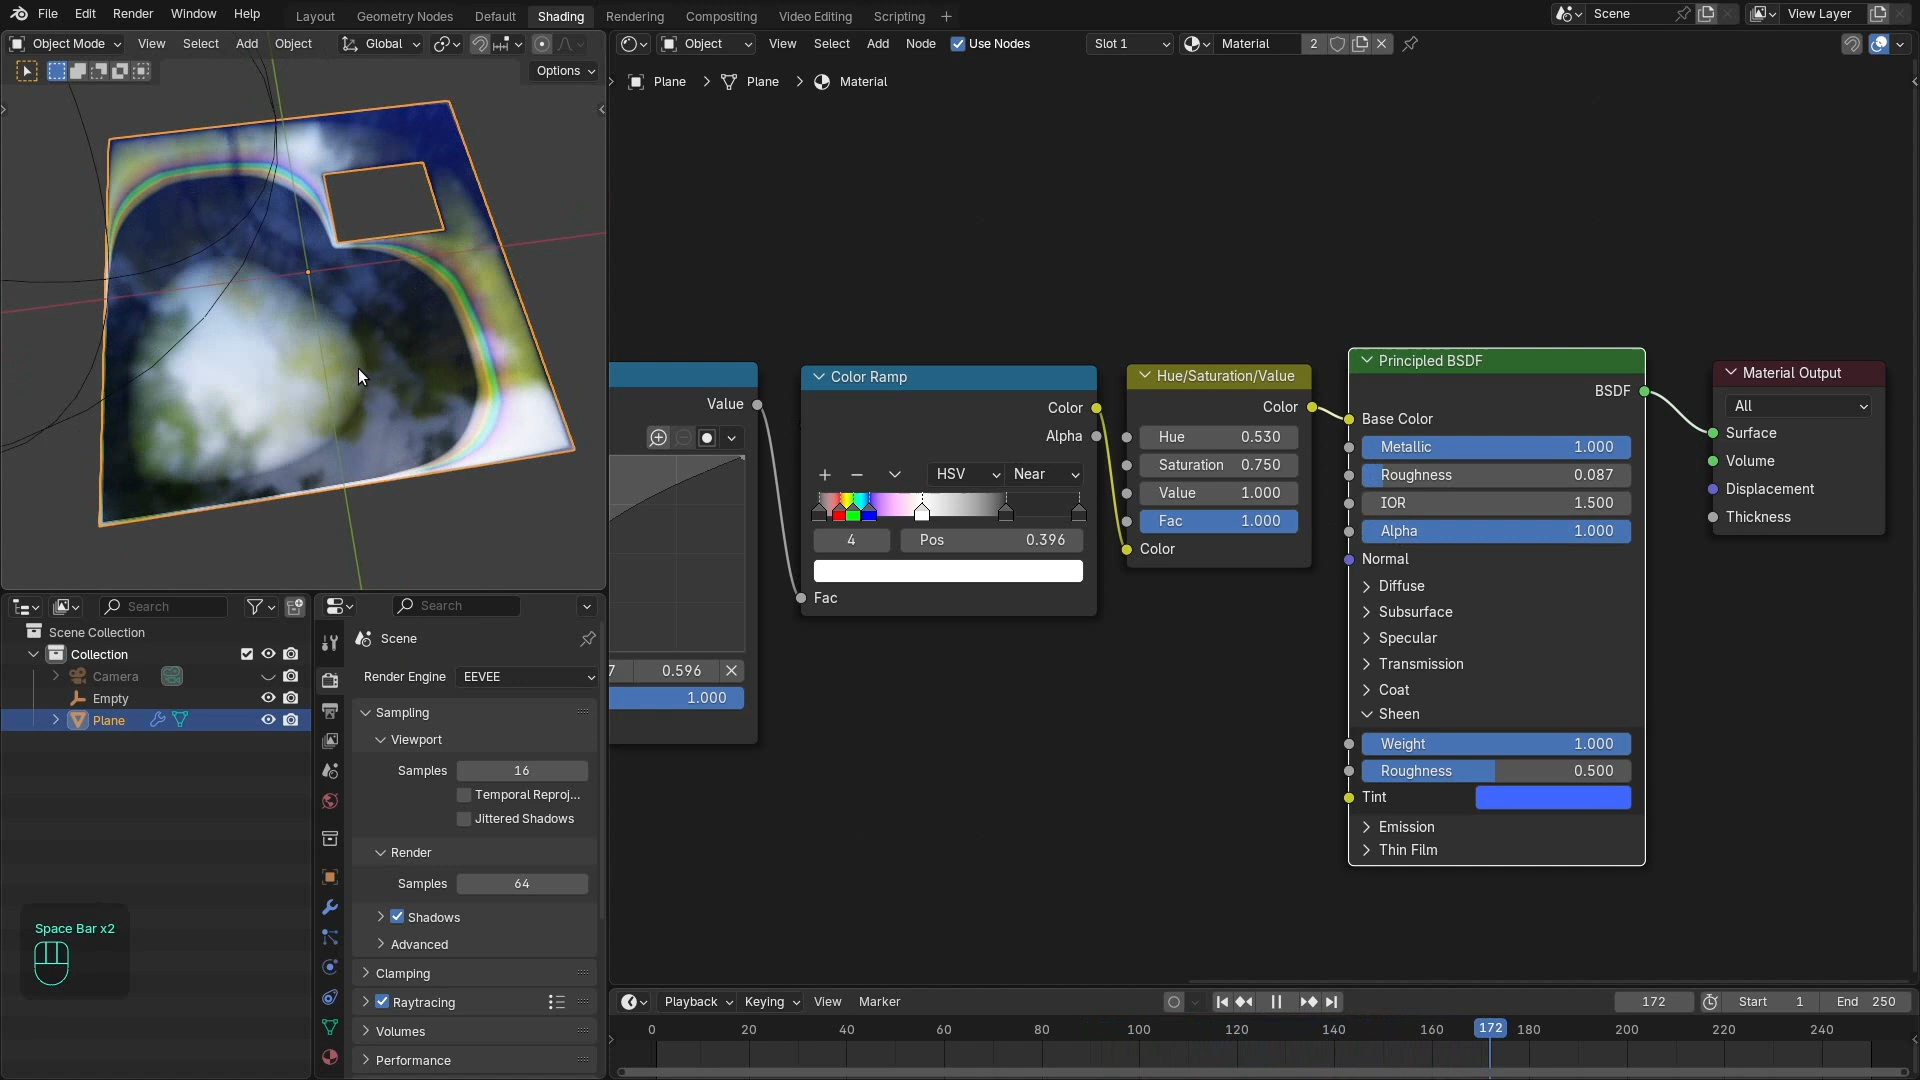 File Edit Render Window Help Layout Geometry Nodes Default Shading Rendering Compositing Video Editing Scripting + Scene View Layer
Object Mode View Select Add Object Global
Options
Object View Select Add Node Use Nodes Slot 1 Material 2
Plane > Plane > Material
Value
0.596
1.000
Color Ramp
Color
Alpha
HSV Near
4 Pos 0.396
Fac
Hue/Saturation/Value
Color
Hue 0.530
Saturation 0.750
Value 1.000
Fac 1.000
Color
Principled BSDF
BSDF
Base Color
Metallic 1.000
Roughness 0.087
IOR 1.500
Alpha 1.000
Normal
Diffuse
Subsurface
Specular
Transmission
Coat
Sheen
Weight 1.000
Roughness 0.500
Tint
Emission
Thin Film
Material Output
All
Surface
Volume
Displacement
Thickness
Search
Scene Collection
Collection
Camera
Empty
Plane
Space Bar x2
Search
Scene
Render Engine EEVEE
Sampling
Viewport
Samples 16
Temporal Reproj...
Jittered Shadows
Render
Samples 64
Shadows
Advanced
Clamping
Raytracing
Volumes
Performance
Playback Keying View Marker 172 Start 1 End 250
0 20 40 60 80 100 120 140 160 172 180 200 220 240